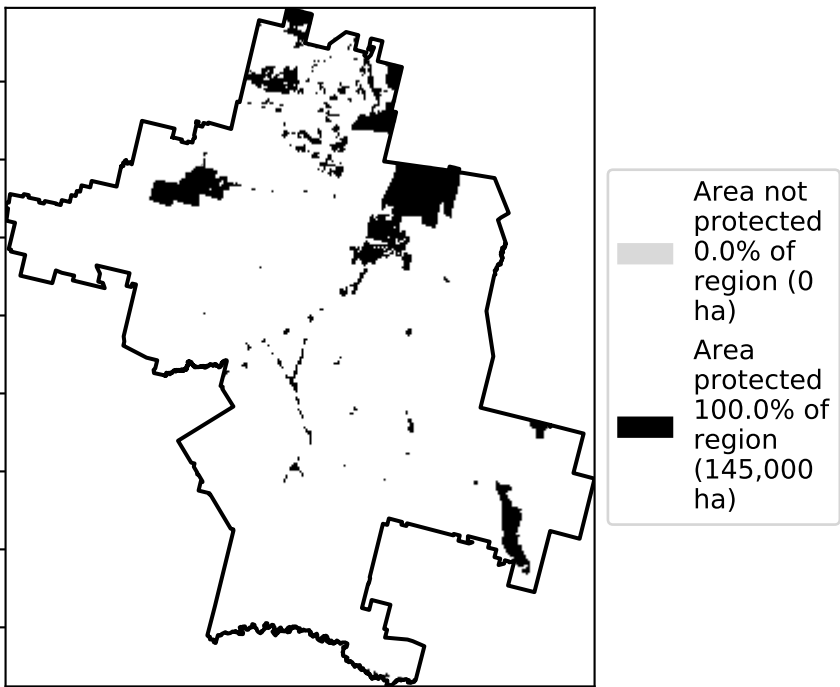 Area not
protected
0.0% of
region (0
ha)
Area
protected
100.0% of
region
(145,000
ha)